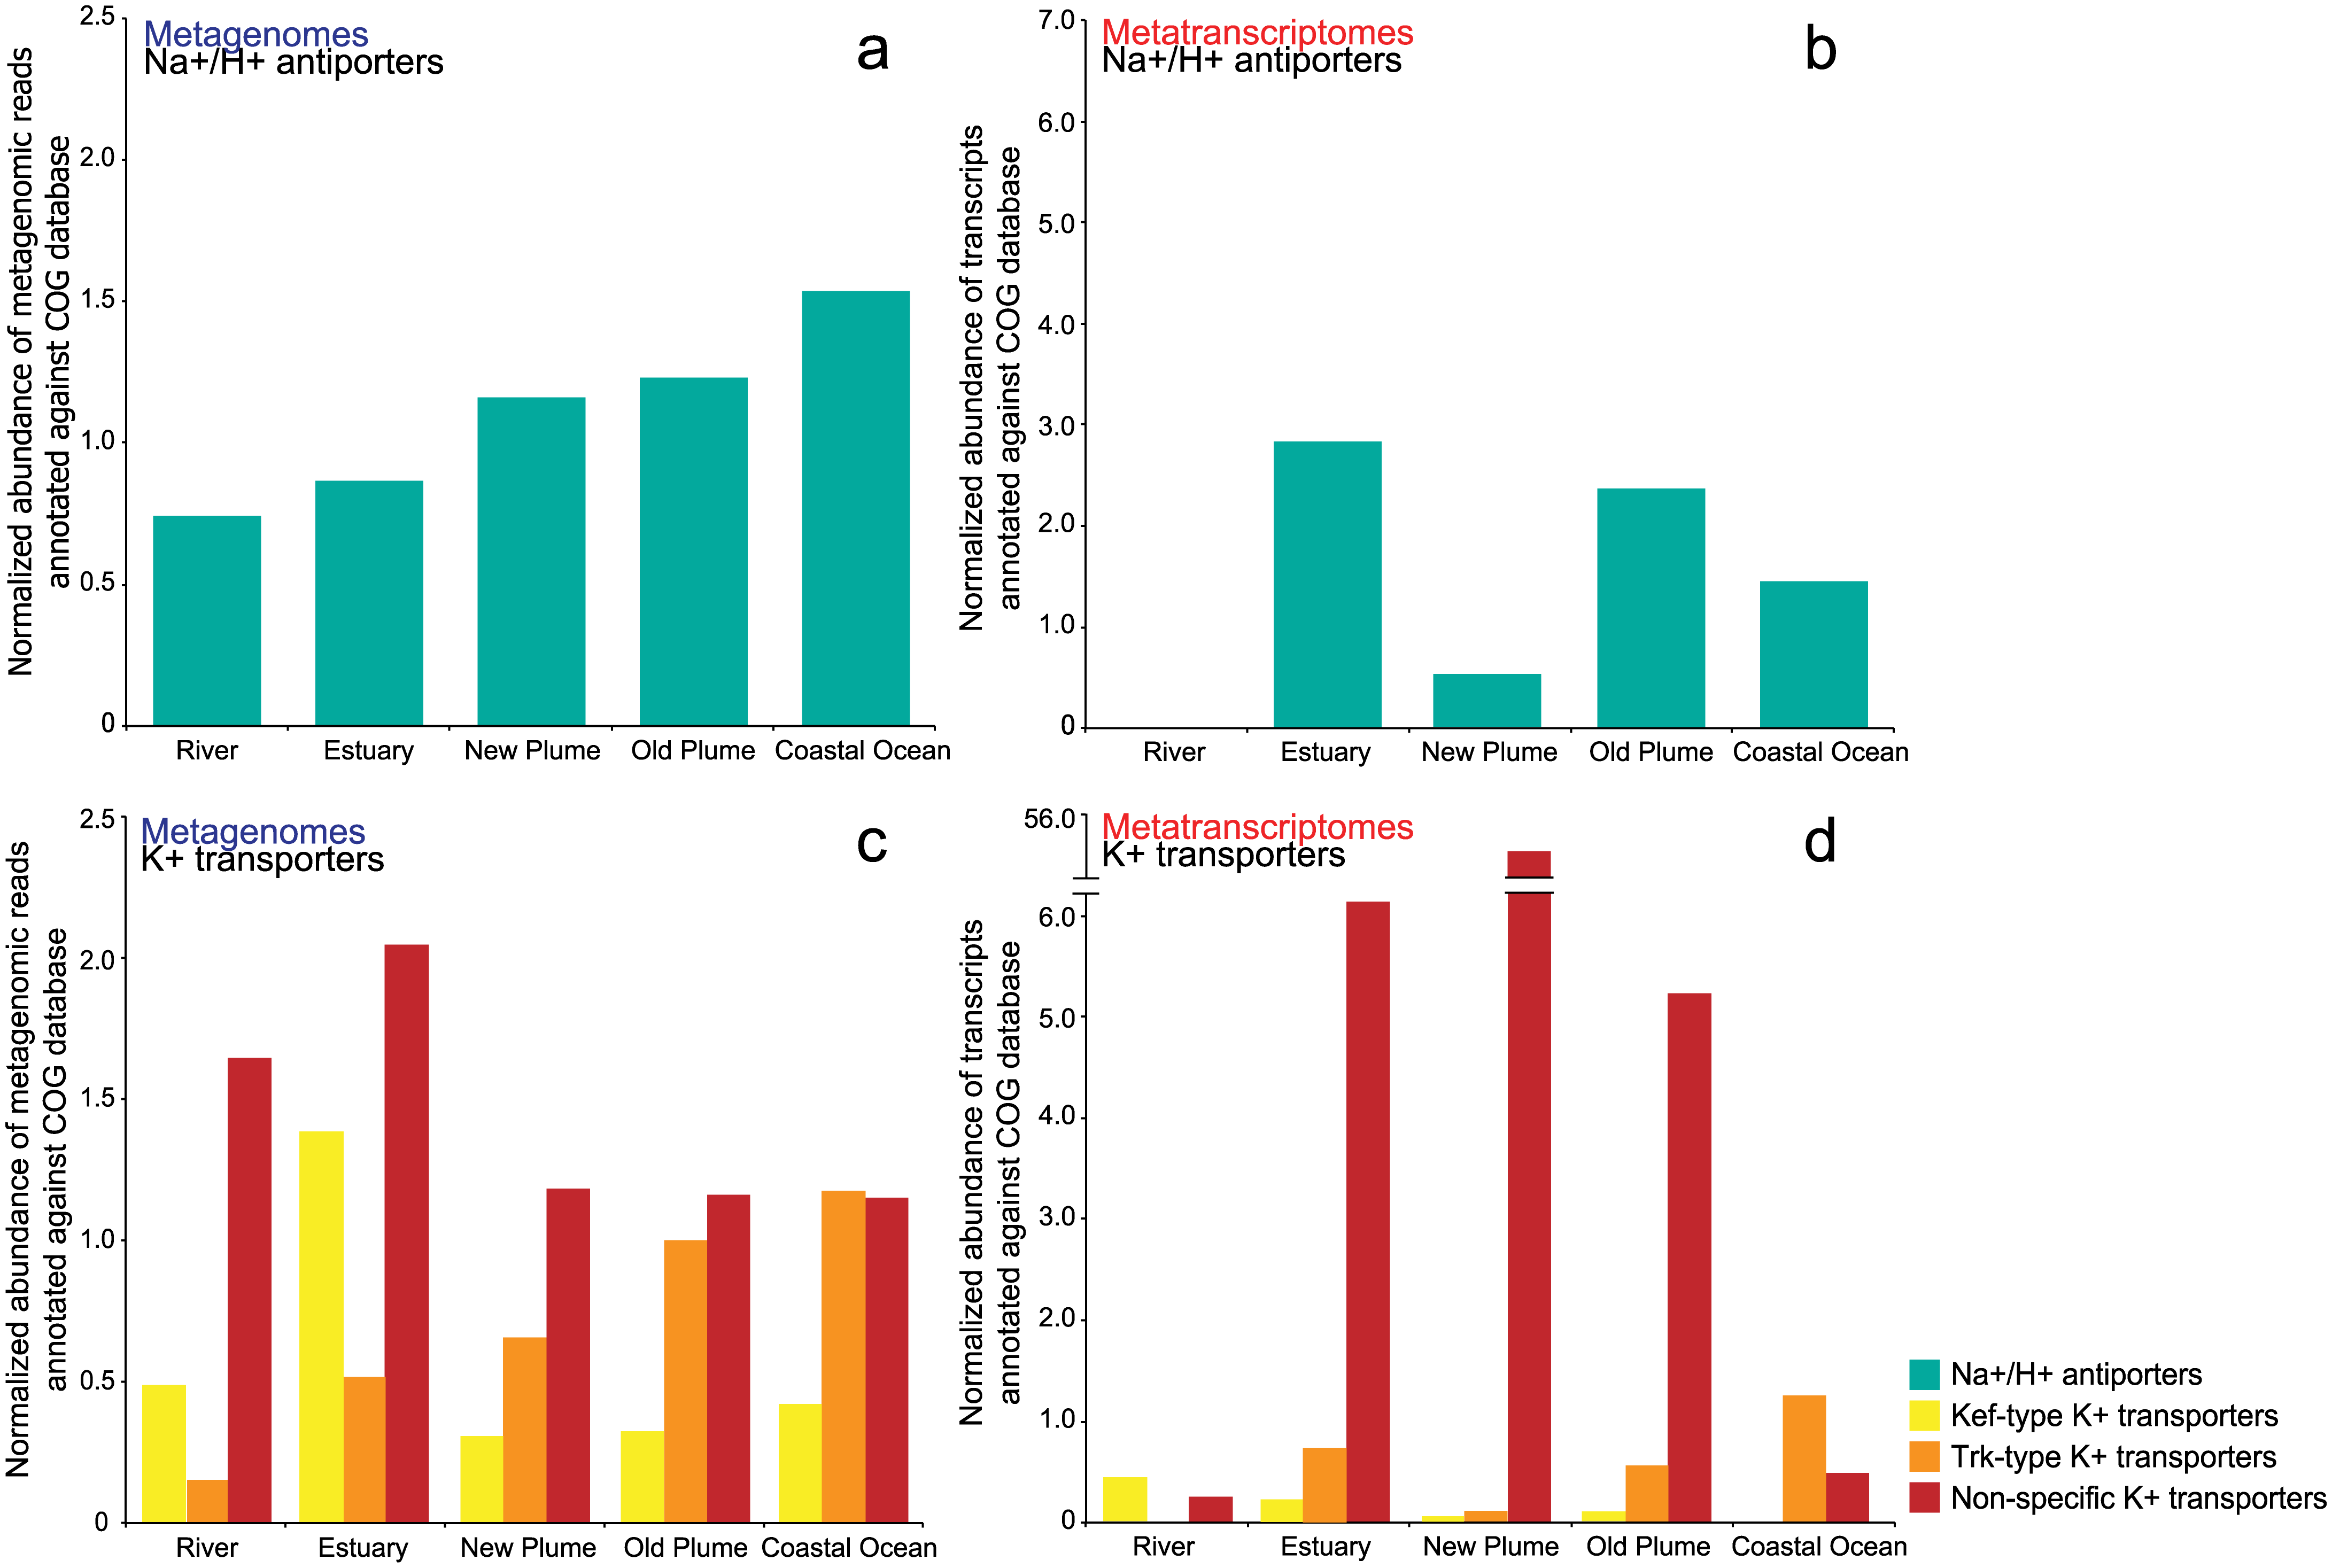 Metagenomes
Na+/H+ antiporters
a
Normalized abundance of metagenomic reads
annotated against COG database
2.5
2.0
1.5
1.0
0.5
0
River Estuary New Plume Old Plume Coastal Ocean
Metatranscriptomes
Na+/H+ antiporters
b
Normalized abundance of transcripts
annotated against COG database
7.0
6.0
5.0
4.0
3.0
2.0
1.0
0
River Estuary New Plume Old Plume Coastal Ocean
Metagenomes
K+ transporters
c
Normalized abundance of metagenomic reads
annotated against COG database
2.5
2.0
1.5
1.0
0.5
0
River Estuary New Plume Old Plume Coastal Ocean
Metatranscriptomes
K+ transporters
d
Normalized abundance of transcripts
annotated against COG database
56.0
6.0
5.0
4.0
3.0
2.0
1.0
0
River Estuary New Plume Old Plume Coastal Ocean
Na+/H+ antiporters
Kef-type K+ transporters
Trk-type K+ transporters
Non-specific K+ transporters